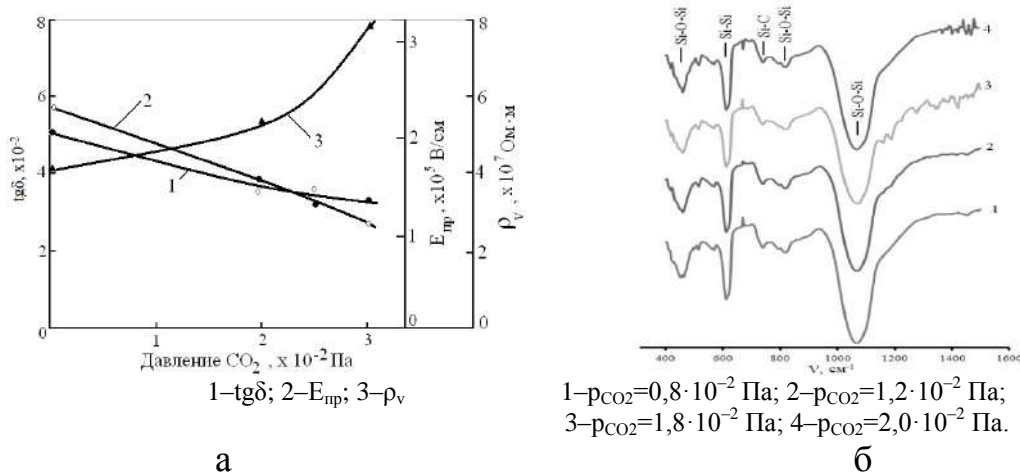 8
6
4
2
0
tgδ, x10⁻²
1
2
3
Давление CO₂ , x 10⁻² Па
2
1
3
3
2
1
0
Eпр , x10⁵ В/см
8
6
4
2
0
ρv , x 10⁷ Ом·м
1–tgδ; 2–Eпр; 3–ρv
а
Si-O-Si
Si-Si
Si-C
Si-O-Si
Si-O-Si
4
3
2
1
400
600
800
1000
1200
1400
1600
ν, см⁻¹
1–pCO2=0,8·10⁻² Па; 2–pCO2=1,2·10⁻² Па;
3–pCO2=1,8·10⁻² Па; 4–pCO2=2,0·10⁻² Па.
б